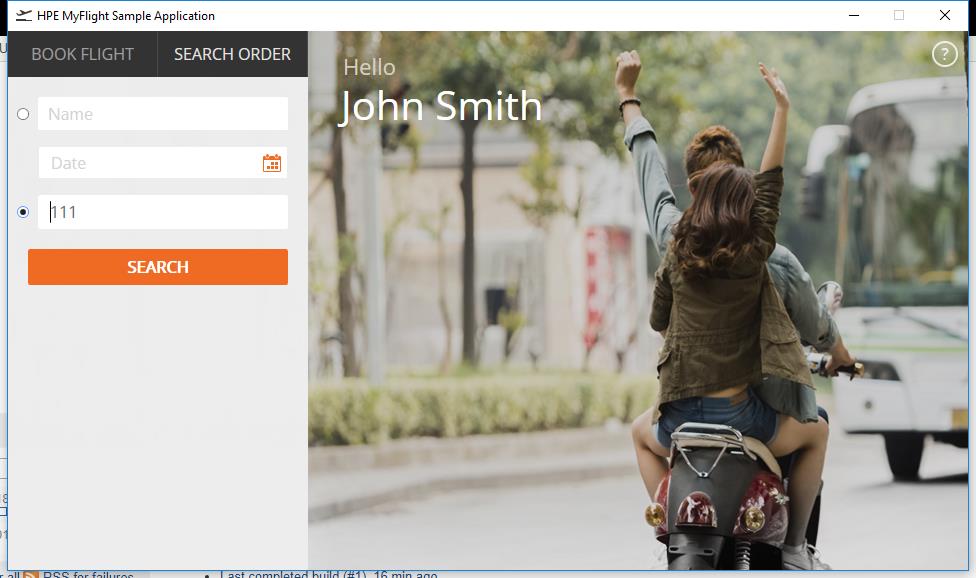 HPE MyFlight Sample Application
BOOK FLIGHT
SEARCH ORDER
Name
Date
111
SEARCH
Hello
John Smith
?
RSS for failures
Last completed build (#1), 16 min ago